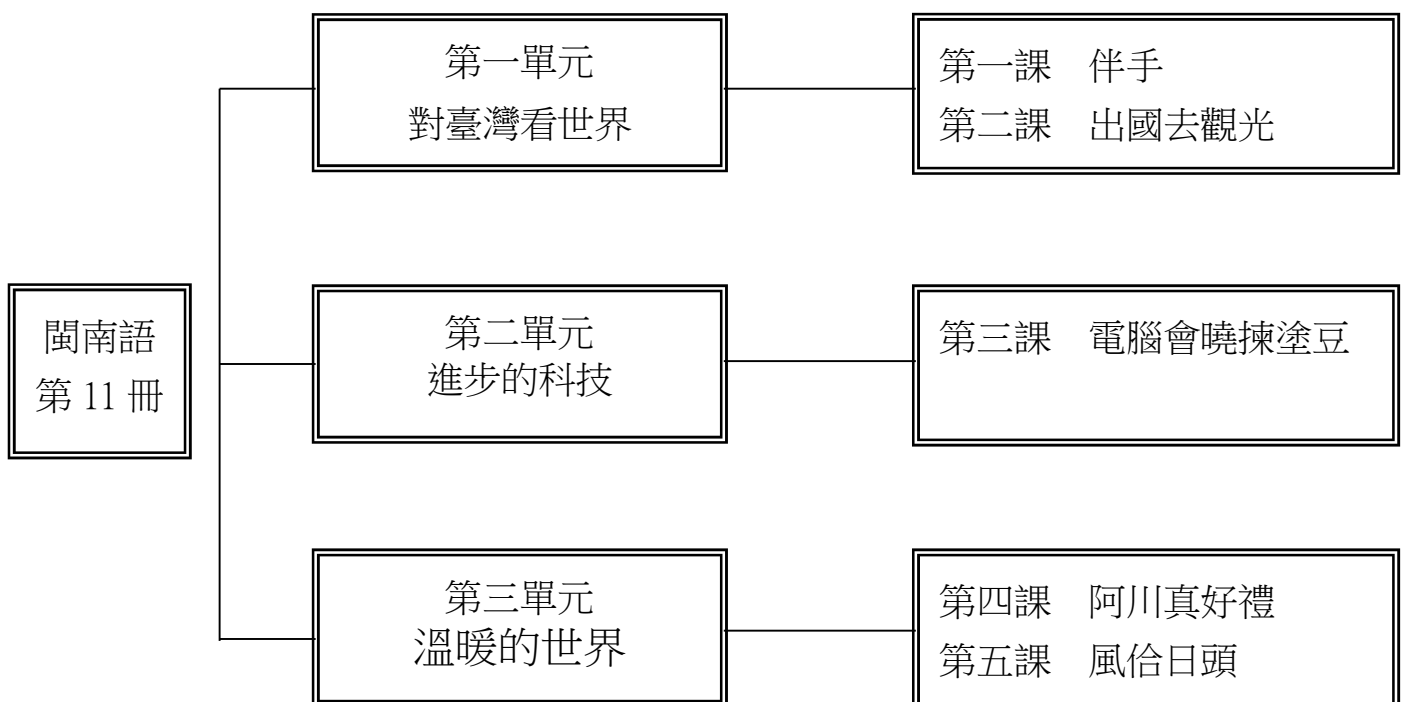 閩南語
第 11 冊
第一單元
對臺灣看世界
第一課　伴手
第二課　出國去觀光
第二單元
進步的科技
第三課　電腦會曉揀塗豆
第三單元
溫暖的世界
第四課　阿川真好禮
第五課　風佮日頭